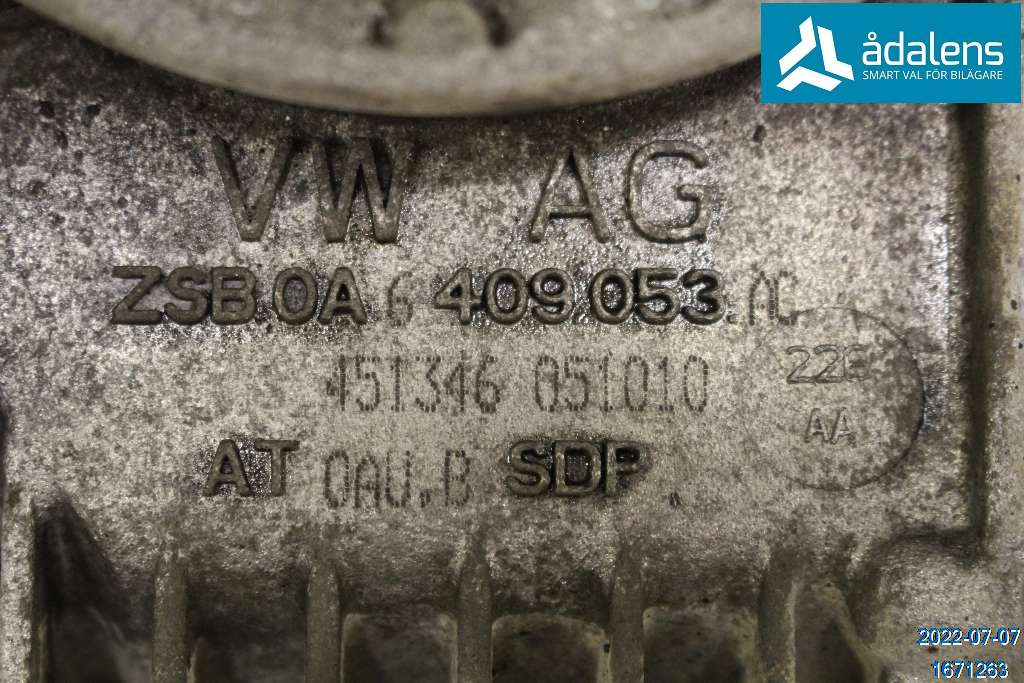 ådalens
SMART VAL FÖR BILÄGARE
VW AG
ZSB.0A 6 409.053.AC
451346 051010
22E
AA
AT 0AU.B SDP.
2022-07-07
1671263